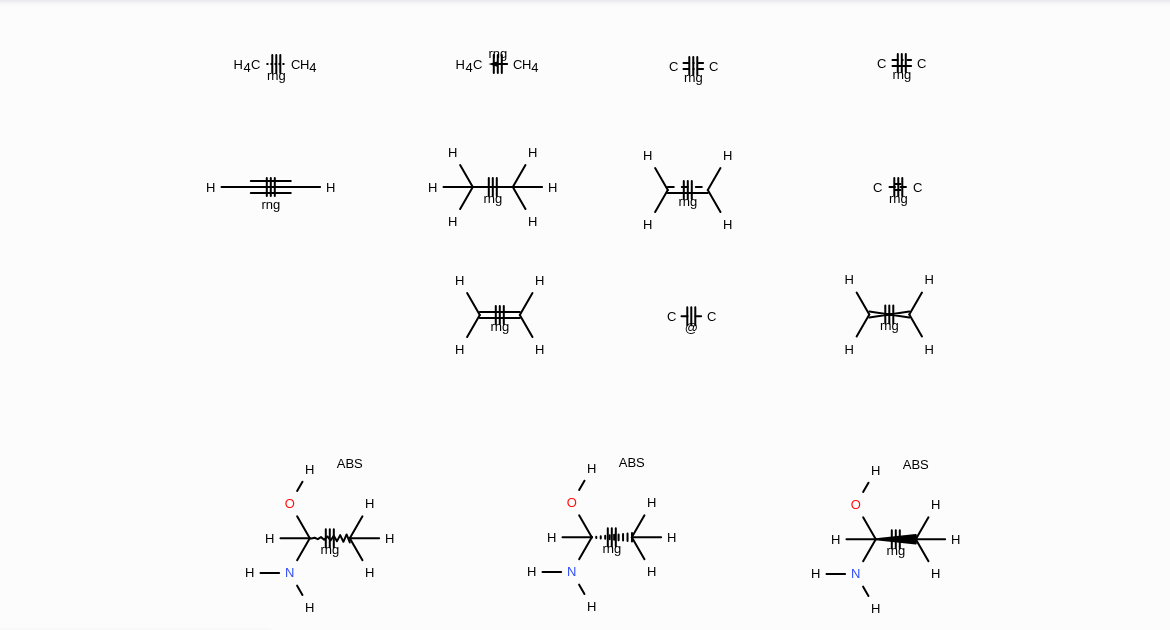 H4C CH4 rng
rng H4C CH4
C C rng
C C rng
H H rng
H H H H H H rng
H H H H rng
C C rng
H H H H rng
C C @
H H H H rng
H ABS
O H
H H
rng
H N H
H
H ABS
O H
H H
rng
H N H
H
H ABS
O H
H H
rng
H N H
H